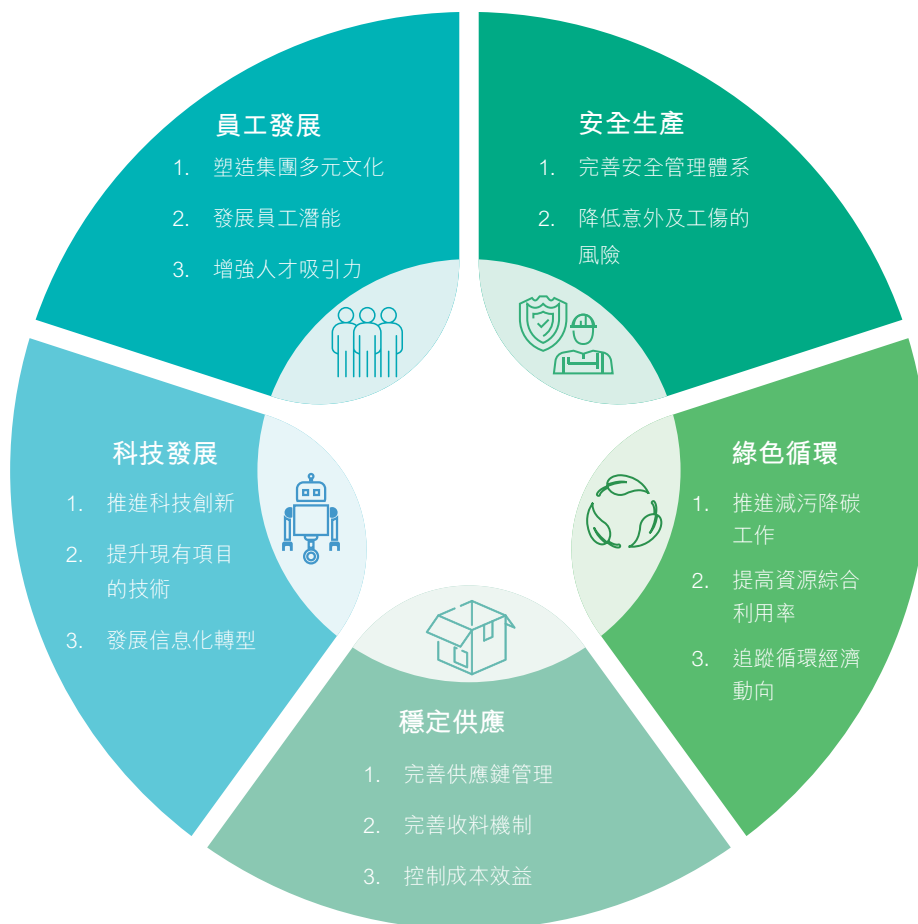 員工發展
1. 塑造集團多元文化
2. 發展員工潛能
3. 增強人才吸引力
安全生產
1. 完善安全管理體系
2. 降低意外及工傷的
風險
科技發展
1. 推進科技創新
2. 提升現有項目
的技術
3. 發展信息化轉型
綠色循環
1. 推進減污降碳
工作
2. 提高資源綜合
利用率
3. 追蹤循環經濟
動向
穩定供應
1. 完善供應鏈管理
2. 完善收料機制
3. 控制成本效益